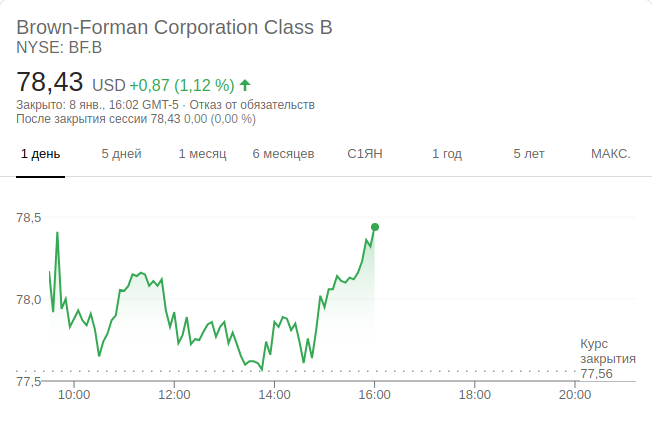 Brown-Forman Corporation Class B
NYSE: BF.B
78,43 USD +0,87 (1,12 %)
Закрыто: 8 янв., 16:02 GMT-5 · Отказ от обязательств
После закрытия сессии 78,43 0,00 (0,00 %)
1 день 5 дней 1 месяц 6 месяцев С1ЯН 1 год 5 лет МАКС.
78,5
78,0
Курс
закрытия
77,56
77,5
10:00 12:00 14:00 16:00 18:00 20:00